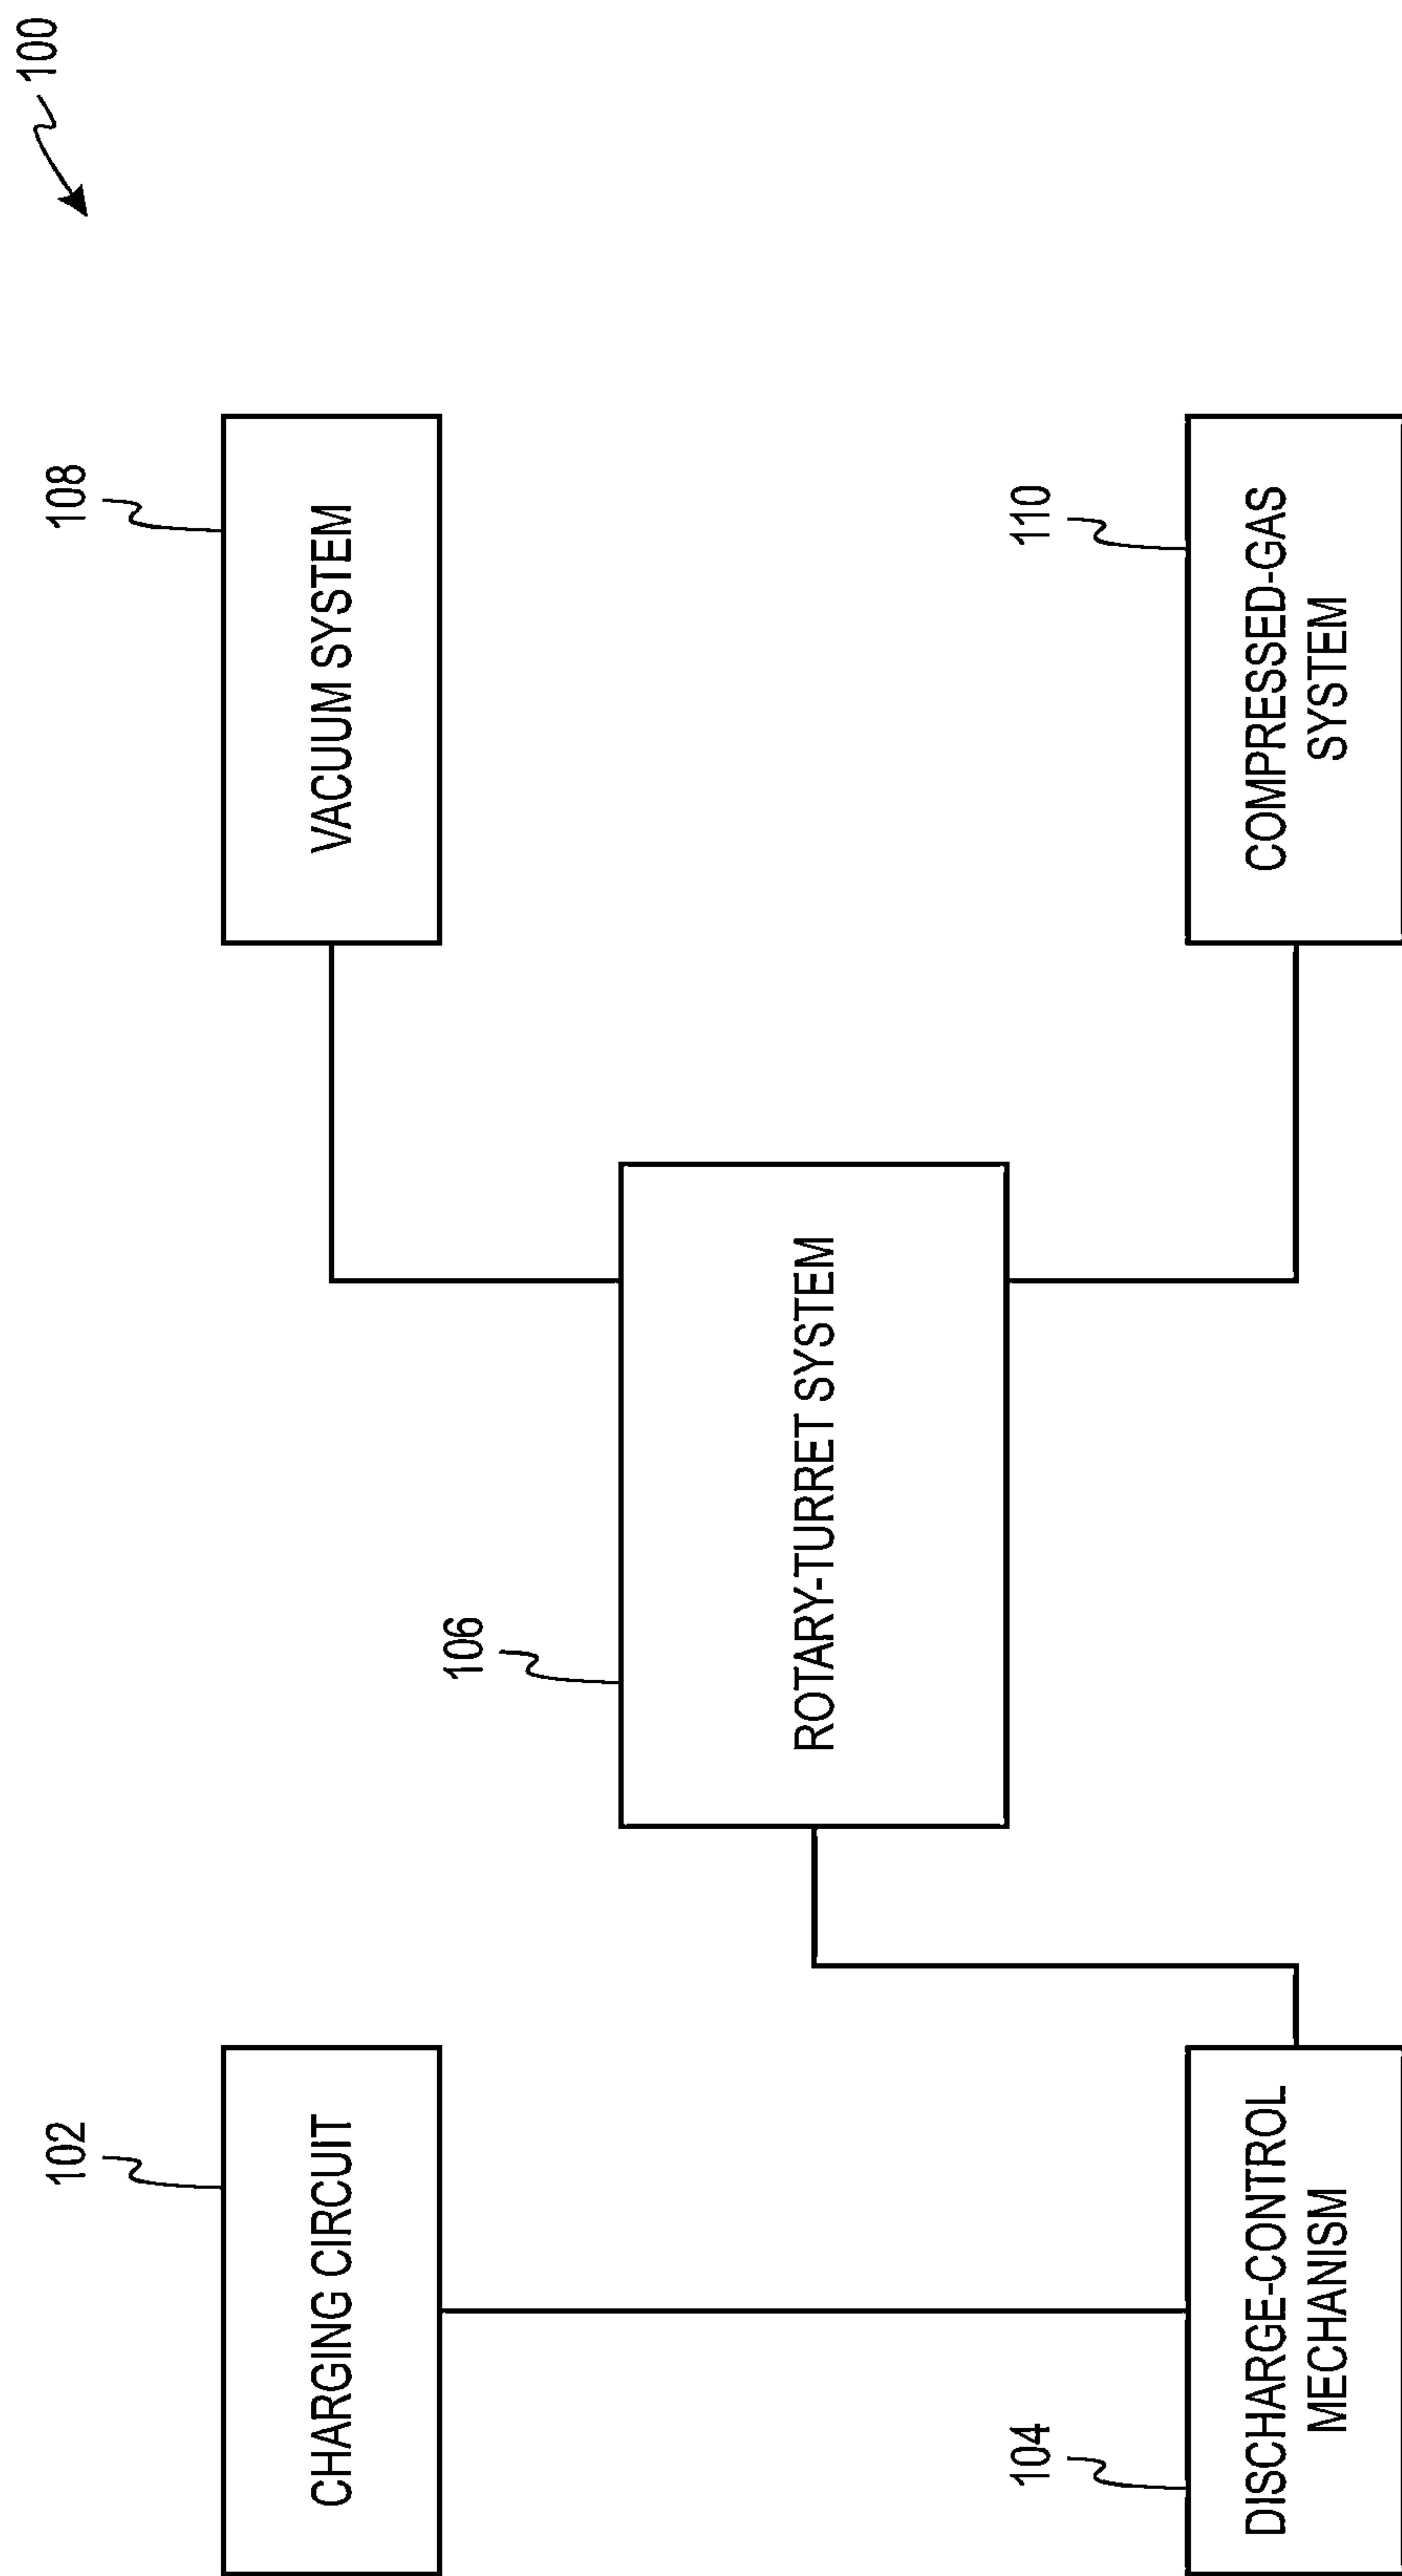 100
102
CHARGING CIRCUIT
108
VACUUM SYSTEM
106
ROTARY-TURRET SYSTEM
104
DISCHARGE-CONTROL
MECHANISM
110
COMPRESSED-GAS
SYSTEM